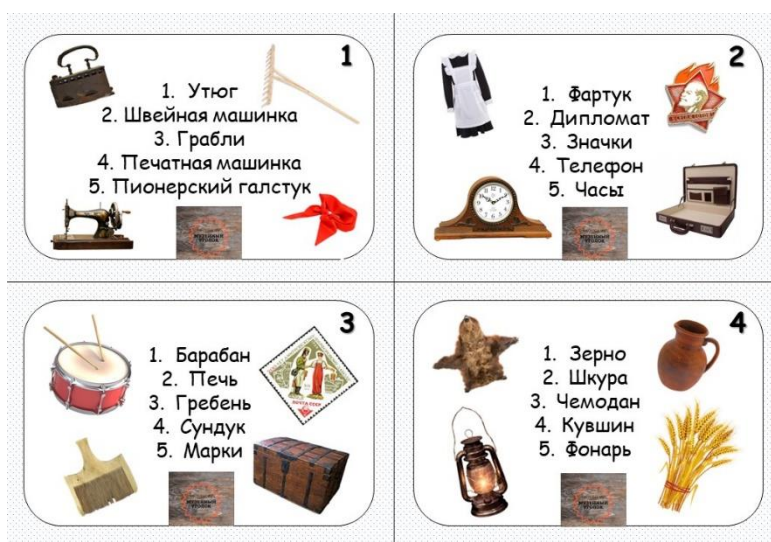 1
1. Утюг
2. Швейная машинка
3. Грабли
4. Печатная машинка
5. Пионерский галстук
2
1. Фартук
2. Дипломат
3. Значки
4. Телефон
5. Часы
3
1. Барабан
2. Печь
3. Гребень
4. Сундук
5. Марки
ПОЧТА СССР
4
1. Зерно
2. Шкура
3. Чемодан
4. Кувшин
5. Фонарь